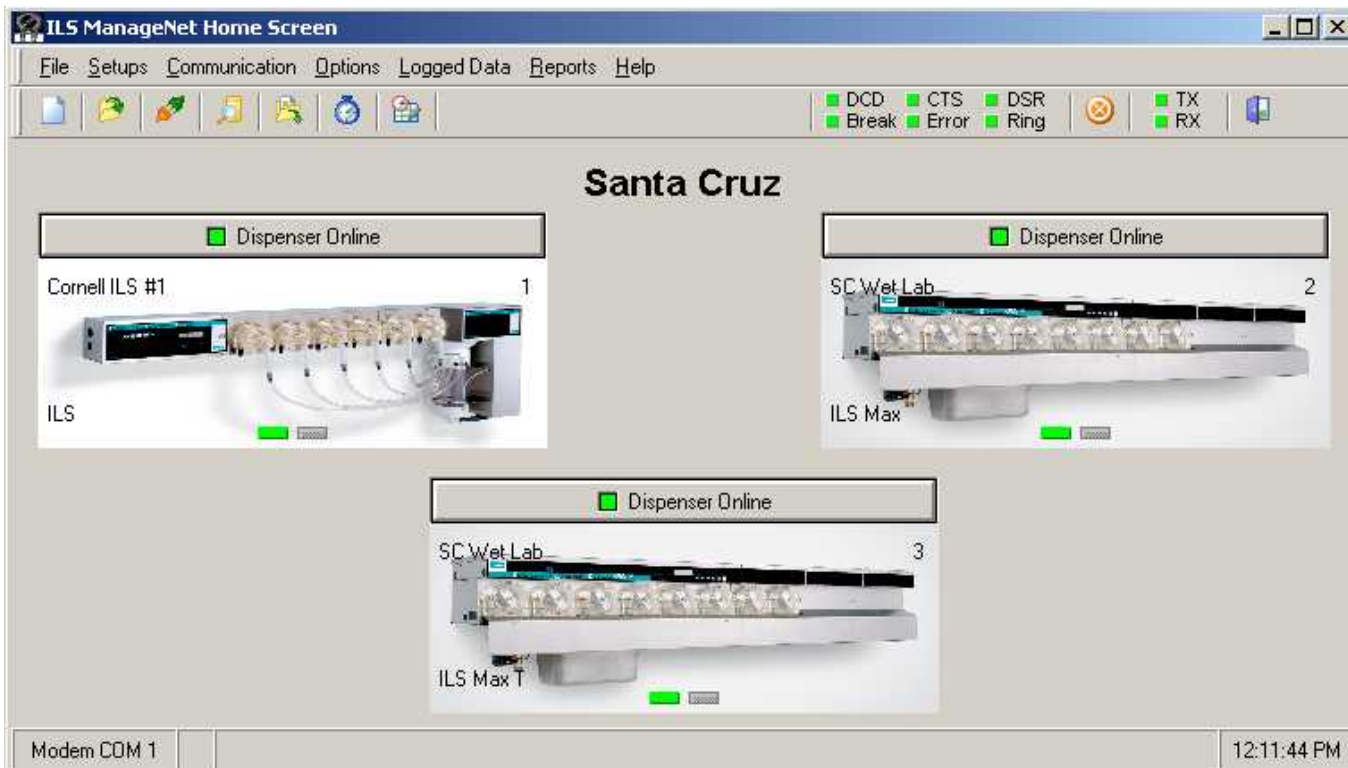 ILS ManageNet Home Screen
File Setups Communication Options Logged Data Reports Help
DCD CTS DSR TX
Break Error Ring RX
Santa Cruz
Dispenser Online
Cornell ILS #1 1
ILS
Dispenser Online
SC Wet Lab 2
ILS Max
Dispenser Online
SC Wet Lab 3
ILS Max T
Modem COM 1 12:11:44 PM